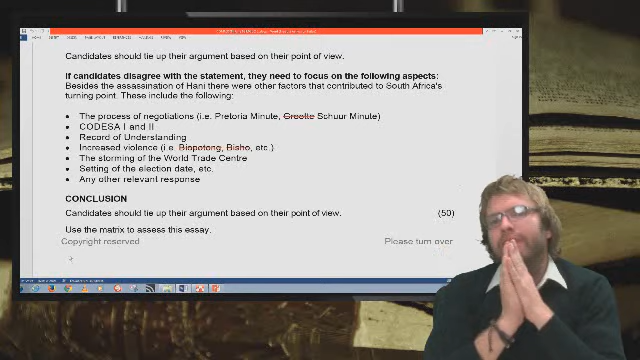 Candidates should tie up their argument based on their point of view.
If candidates disagree with the statement, they need to focus on the following aspects:
Besides the assassination of Hani there were other factors that contributed to South Africa's
turning point. These include the following:
• The process of negotiations (i.e. Pretoria Minute, Grootte Schuur Minute)
• CODESA I and II
• Record of Understanding
• Increased violence (i.e. Biopotong, Bisho, etc.)
• The storming of the World Trade Centre
• Setting of the election date, etc.
• Any other relevant response
CONCLUSION
Candidates should tie up their argument based on their point of view. (50)
Use the matrix to assess this essay.
Copyright reserved Please turn over